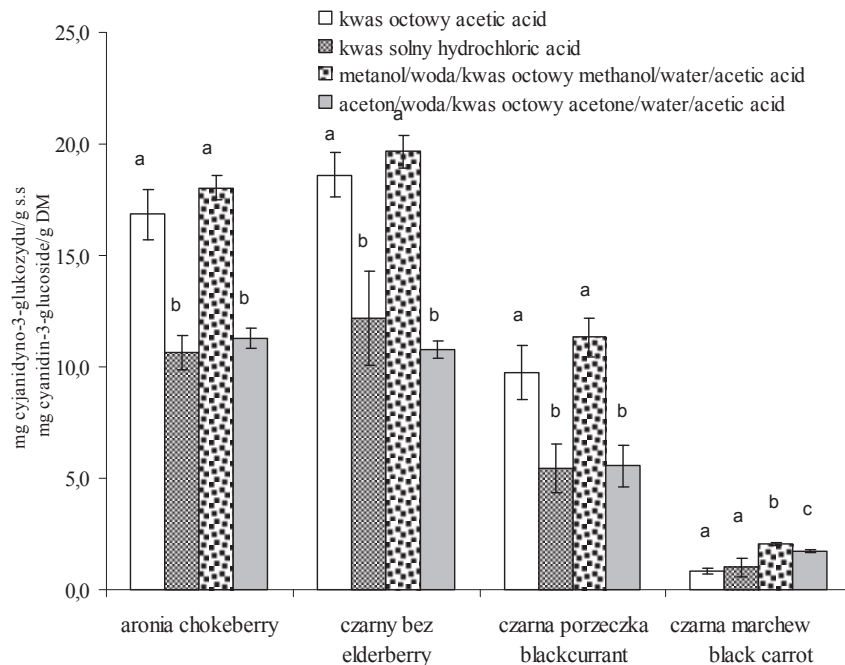 kwas octowy acetic acid
kwas solny hydrochloric acid
metanol/woda/kwas octowy methanol/water/acetic acid
aceton/woda/kwas octowy acetone/water/acetic acid
mg cyjanidyno-3-glukozydu/g s.s
mg cyanidin-3-glucoside/g DM
25,0
20,0
15,0
10,0
5,0
0,0
a
b
a
b
a
b
a
b
a
b
a
b
a
a
b
c
aronia chokeberry
czarny bez
elderberry
czarna porzeczka
blackcurrant
czarna marchew
black carrot